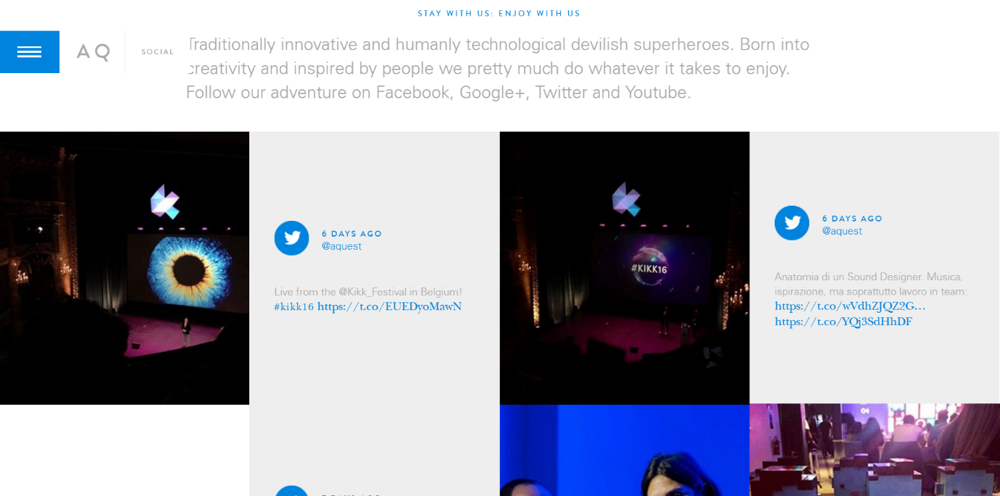 STAY WITH US: ENJOY WITH US
AQ
SOCIAL
Traditionally innovative and humanly technological devilish superheroes. Born into
creativity and inspired by people we pretty much do whatever it takes to enjoy.
Follow our adventure on Facebook, Google+, Twitter and Youtube.
6 DAYS AGO
@aquest
Live from the @Kikk_Festival in Belgium!
#kikk16 https://t.co/EUEDyoMawN
#KIKK16
6 DAYS AGO
@aquest
Anatomia di un Sound Designer. Musica,
ispirazione, ma soprattutto lavoro in team:
https://t.co/wVdhZJQZ2G…
https://t.co/YQj3SdHhDF